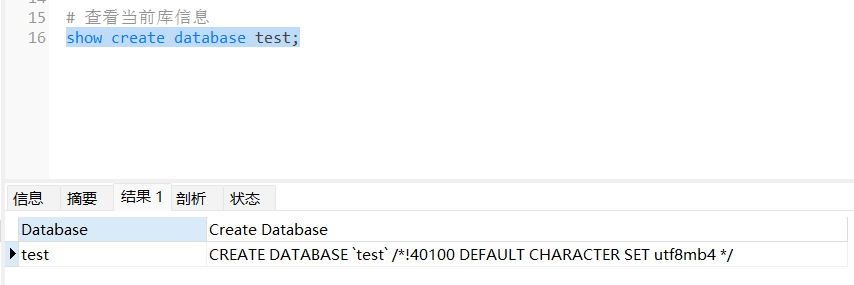 15 # 查看当前库信息
16 show create database test;
信息 摘要 结果 1 剖析 状态
Database Create Database
test CREATE DATABASE `test` /*!40100 DEFAULT CHARACTER SET utf8mb4 */